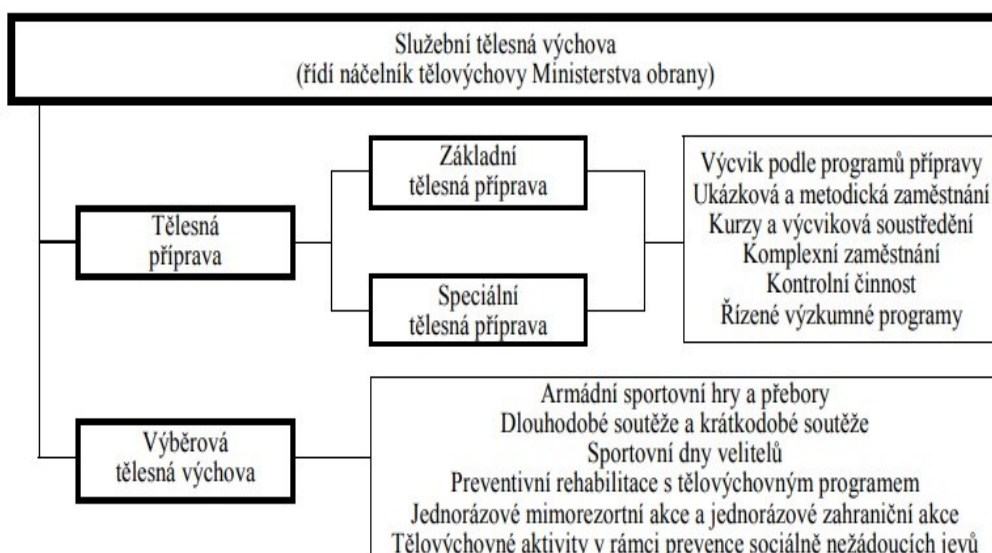 Služební tělesná výchova
(řídí náčelník tělovýchovy Ministerstva obrany)
Základní
tělesná příprava
Tělesná
příprava
Speciální
tělesná příprava
Výcvik podle programů přípravy
Ukázková a metodická zaměstnání
Kurzy a výcviková soustředění
Komplexní zaměstnání
Kontrolní činnost
Řízené výzkumné programy
Výběrová
tělesná výchova
Armádní sportovní hry a přebory
Dlouhodobé soutěže a krátkodobé soutěže
Sportovní dny velitelů
Preventivní rehabilitace s tělovýchovným programem
Jednorázové mimorezortní akce a jednorázové zahraniční akce
Tělovýchovné aktivity v rámci prevence sociálně nežádoucích jevů